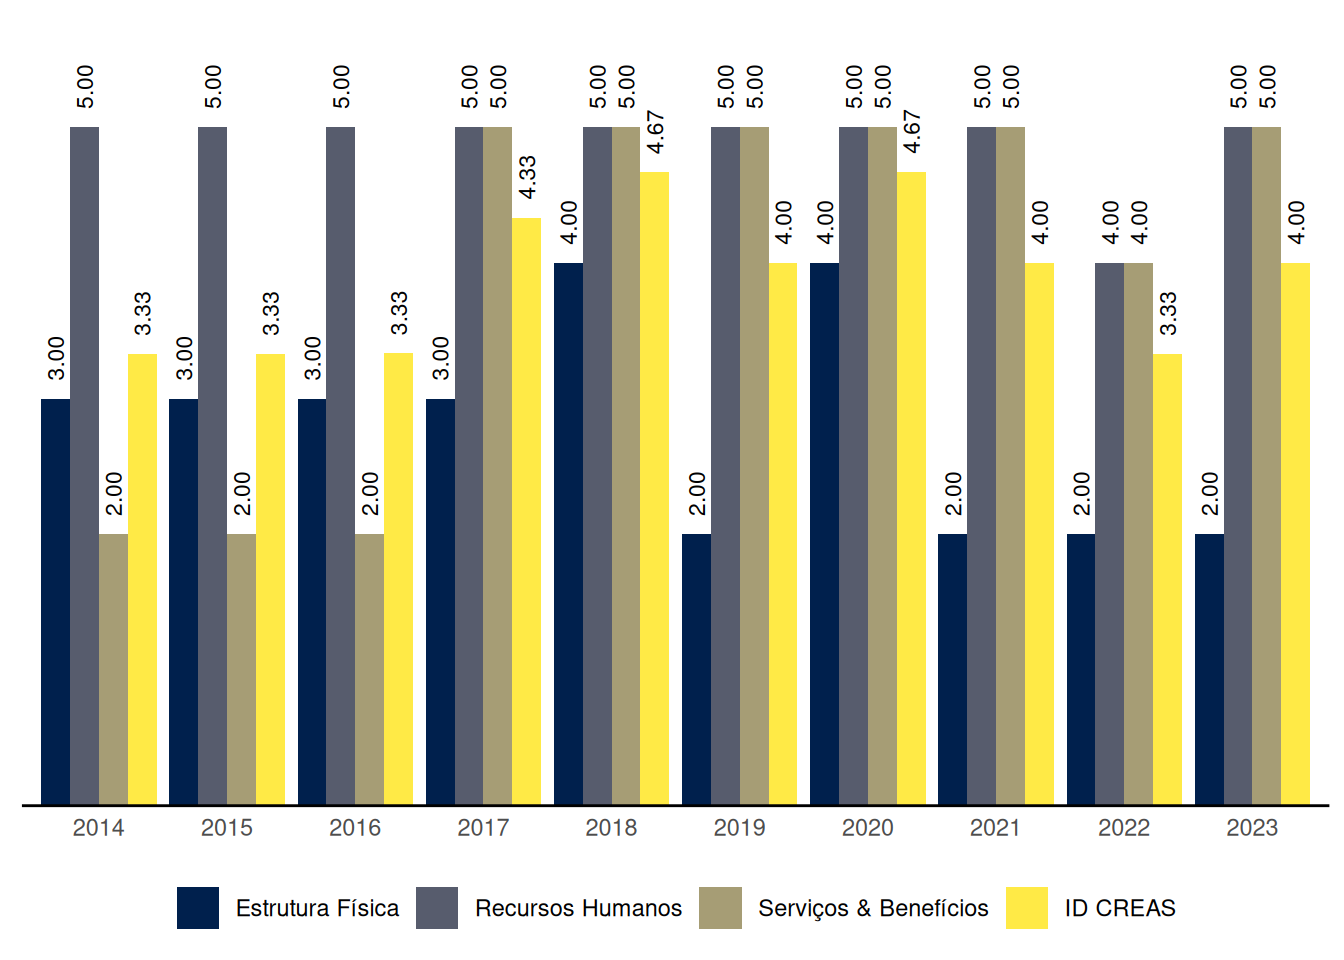 5.00 5.00 5.00 5.00 5.00 5.00 5.00 5.00 5.00 5.00 5.00 5.00 5.00 5.00 5.00
4.67 4.67
4.33
4.00 4.00 4.00 4.00 4.00 4.00 4.00
3.33 3.33 3.33 3.33
3.00 3.00 3.00 3.00
2.00 2.00 2.00 2.00 2.00 2.00 2.00
2014 2015 2016 2017 2018 2019 2020 2021 2022 2023
Estrutura Física Recursos Humanos Serviços & Benefícios ID CREAS